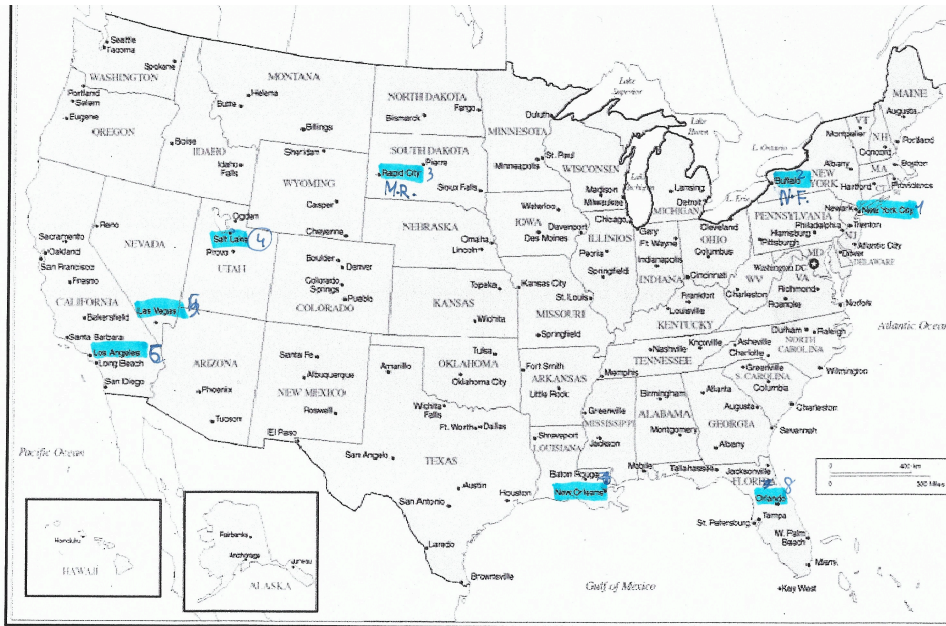 Seattle
Tacoma
Spokane
WASHINGTON
Portland
Salem
Eugene
OREGON
Boise
IDAHO
Idaho
Falls
MONTANA
Helena
Butte
Billings
NORTH DAKOTA
Fargo
Bismarck
SOUTH DAKOTA
Pierre
Rapid City 3
M.R.
Sioux Falls
MINNESOTA
Duluth
Minneapolis
St. Paul
WISCONSIN
Madison
Milwaukee
Lake
Superior
Lake
Huron
Lake
Michigan
L. Ontario
L. Erie
MICHIGAN
Lansing
Detroit
MAINE
Augusta
VT
Montpelier
NH
Concord
Portland
Boston
MA
Albany
Hartford
Providence
CT
Buffalo
N.F.
NEW
YORK
Newark
New York City 1
PENNSYLVANIA
Philadelphia
Harrisburg
Pittsburgh
Trenton
NJ
Atlantic City
Dover
DELAWARE
MD
Washington DC
VA
Richmond
Norfolk
Roanoke
WV
Charleston
Sheridan
WYOMING
Casper
Cheyenne
NEBRASKA
Omaha
Lincoln
IOWA
Waterloo
Davenport
Des Moines
Chicago
ILLINIOS
Peoria
Springfield
Gary
Ft. Wayne
Indianapolis
INDIANA
Cleveland
OHIO
Columbus
Cincinnati
Frankfort
Louisville
KENTUCKY
Reno
NEVADA
Sacramento
Oakland
San Francisco
Fresno
CALIFORNIA
Bakersfield
Santa Barbara
Los Angeles 5
Long Beach
San Diego
Las Vegas
Ogden
Salt Lake 4
Provo
UTAH
Boulder
Denver
Colorado
Springs
Pueblo
COLORADO
Topeka
KANSAS
Wichita
Kansas City
St. Louis
MISSOURI
Springfield
ARIZONA
Phoenix
Tucson
Santa Fe
Albuquerque
NEW MEXICO
Roswell
El Paso
Amarillo
Tulsa
OKLAHOMA
Oklahoma City
Wichita
Falls
Ft. Worth
Dallas
San Angelo
TEXAS
Austin
San Antonio
Houston
Laredo
Brownsville
Fort Smith
ARKANSAS
Little Rock
Nashville
Knoxville
TENNESSEE
Memphis
Durham
Raleigh
NORTH
CAROLINA
Asheville
Charlotte
Wilmington
Greenville
S. CAROLINA
Columbia
Charleston
Greenville
MISSISSIPPI
Jackson
Birmingham
ALABAMA
Montgomery
Mobile
Atlanta
Augusta
GEORGIA
Albany
Savannah
Shreveport
LOUISIANA
Baton Rouge
New Orleans
Tallahassee
Jacksonville
FLORIDA
8
Orlando
Tampa
St. Petersburg
W. Palm
Beach
Miami
Key West
Pacific Ocean
Atlantic Ocean
Gulf of Mexico
0 400 km
0 300 Miles
Honolulu
HAWAII
Fairbanks
Anchorage
Juneau
ALASKA